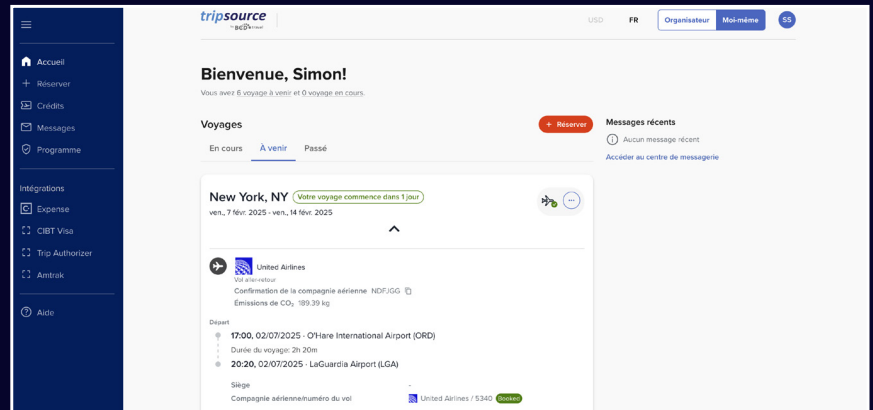 tripsource
by BCD travel
USD
FR
Organisateur
Moi-même
SS
Accueil
Réserver
Crédits
Messages
Programme
Intégrations
Expense
CIBT Visa
Trip Authorizer
Amtrak
Aide
Bienvenue, Simon!
Vous avez 6 voyage à venir et 0 voyage en cours.
Voyages
+ Réserver
En cours
À venir
Passé
Messages récents
Aucun message récent
Accéder au centre de messagerie
New York, NY
Votre voyage commence dans 1 jour
ven., 7 févr. 2025 - ven., 14 févr. 2025
United Airlines
Vol aller-retour
Confirmation de la compagnie aérienne NDFJGG
Émissions de CO₂ 189.39 kg
Départ
17:00, 02/07/2025 - O'Hare International Airport (ORD)
Durée du voyage: 2h 20m
20:20, 02/07/2025 - LaGuardia Airport (LGA)
Siège -
Compagnie aérienne/numéro du vol United Airlines / 5340 Booked